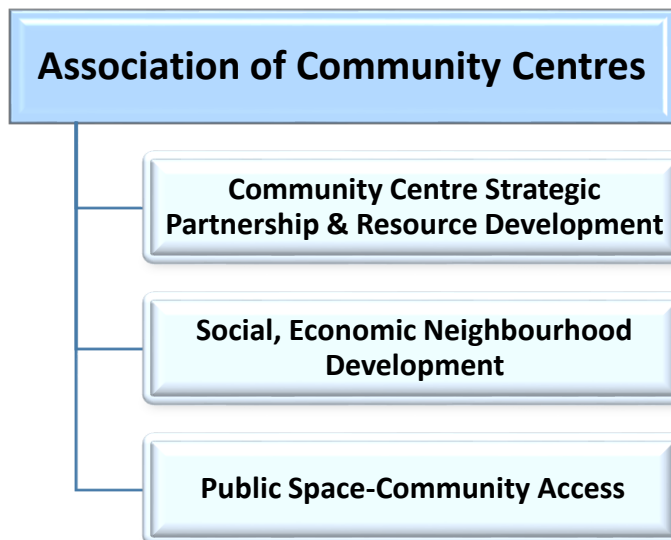 Association of Community Centres
Community Centre Strategic
Partnership & Resource Development
Social, Economic Neighbourhood
Development
Public Space-Community Access